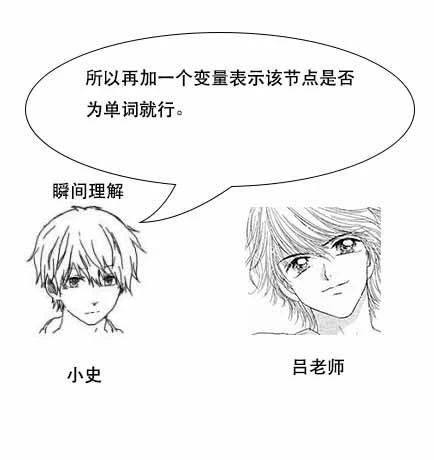 所以再加一个变量表示该节点是否
为单词就行。
瞬间理解
小史
吕老师